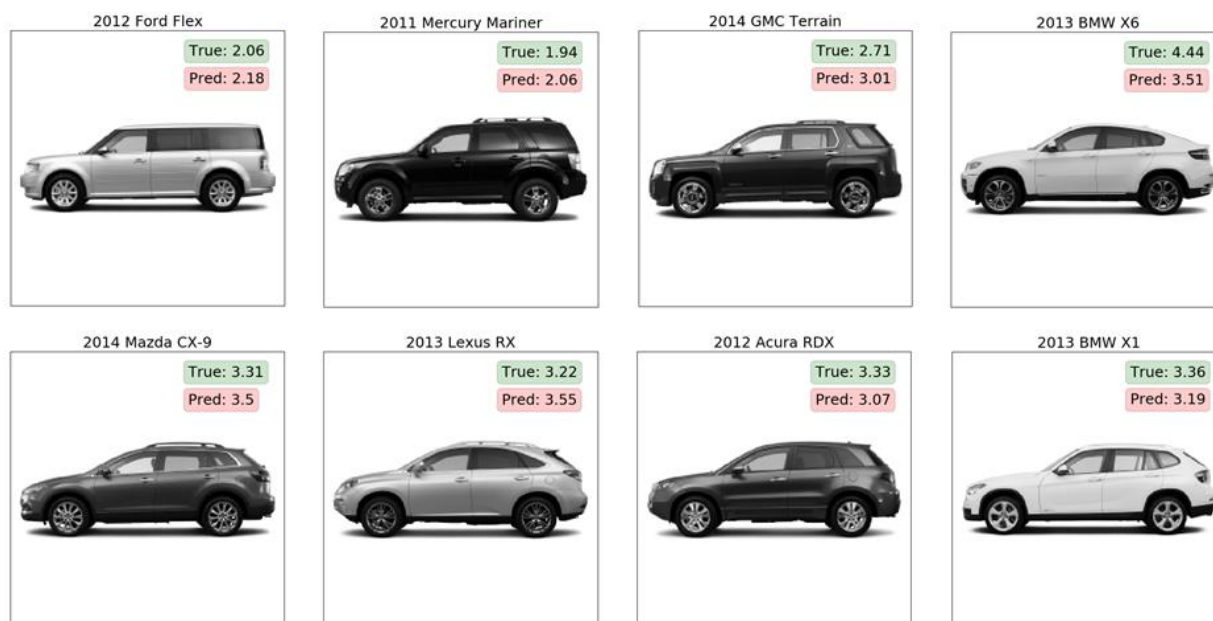 2012 Ford Flex
True: 2.06
Pred: 2.18
2011 Mercury Mariner
True: 1.94
Pred: 2.06
2014 GMC Terrain
True: 2.71
Pred: 3.01
2013 BMW X6
True: 4.44
Pred: 3.51
2014 Mazda CX-9
True: 3.31
Pred: 3.5
2013 Lexus RX
True: 3.22
Pred: 3.55
2012 Acura RDX
True: 3.33
Pred: 3.07
2013 BMW X1
True: 3.36
Pred: 3.19